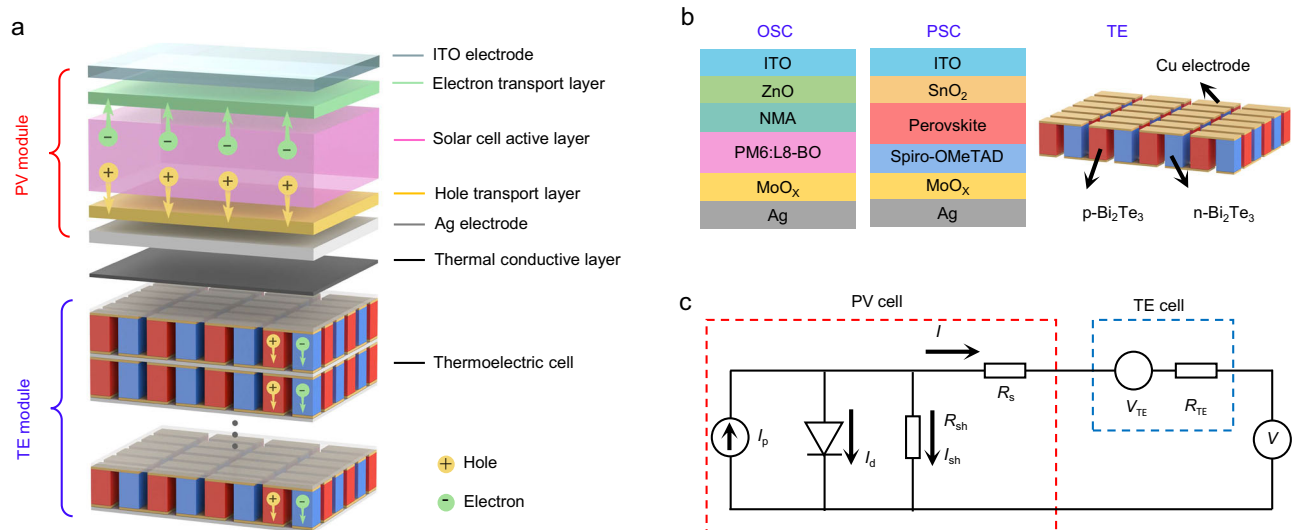 a
PV module
TE module
ITO electrode
Electron transport layer
Solar cell active layer
Hole transport layer
Ag electrode
Thermal conductive layer
Thermoelectric cell
+ Hole
- Electron
b
OSC
ITO
ZnO
NMA
PM6:L8-BO
MoOX
Ag
PSC
ITO
SnO2
Perovskite
Spiro-OMeTAD
MoOX
Ag
TE
Cu electrode
p-Bi2Te3
n-Bi2Te3
c
PV cell
TE cell
I
Rs
VTE
RTE
Ip
Id
Rsh
Ish
V